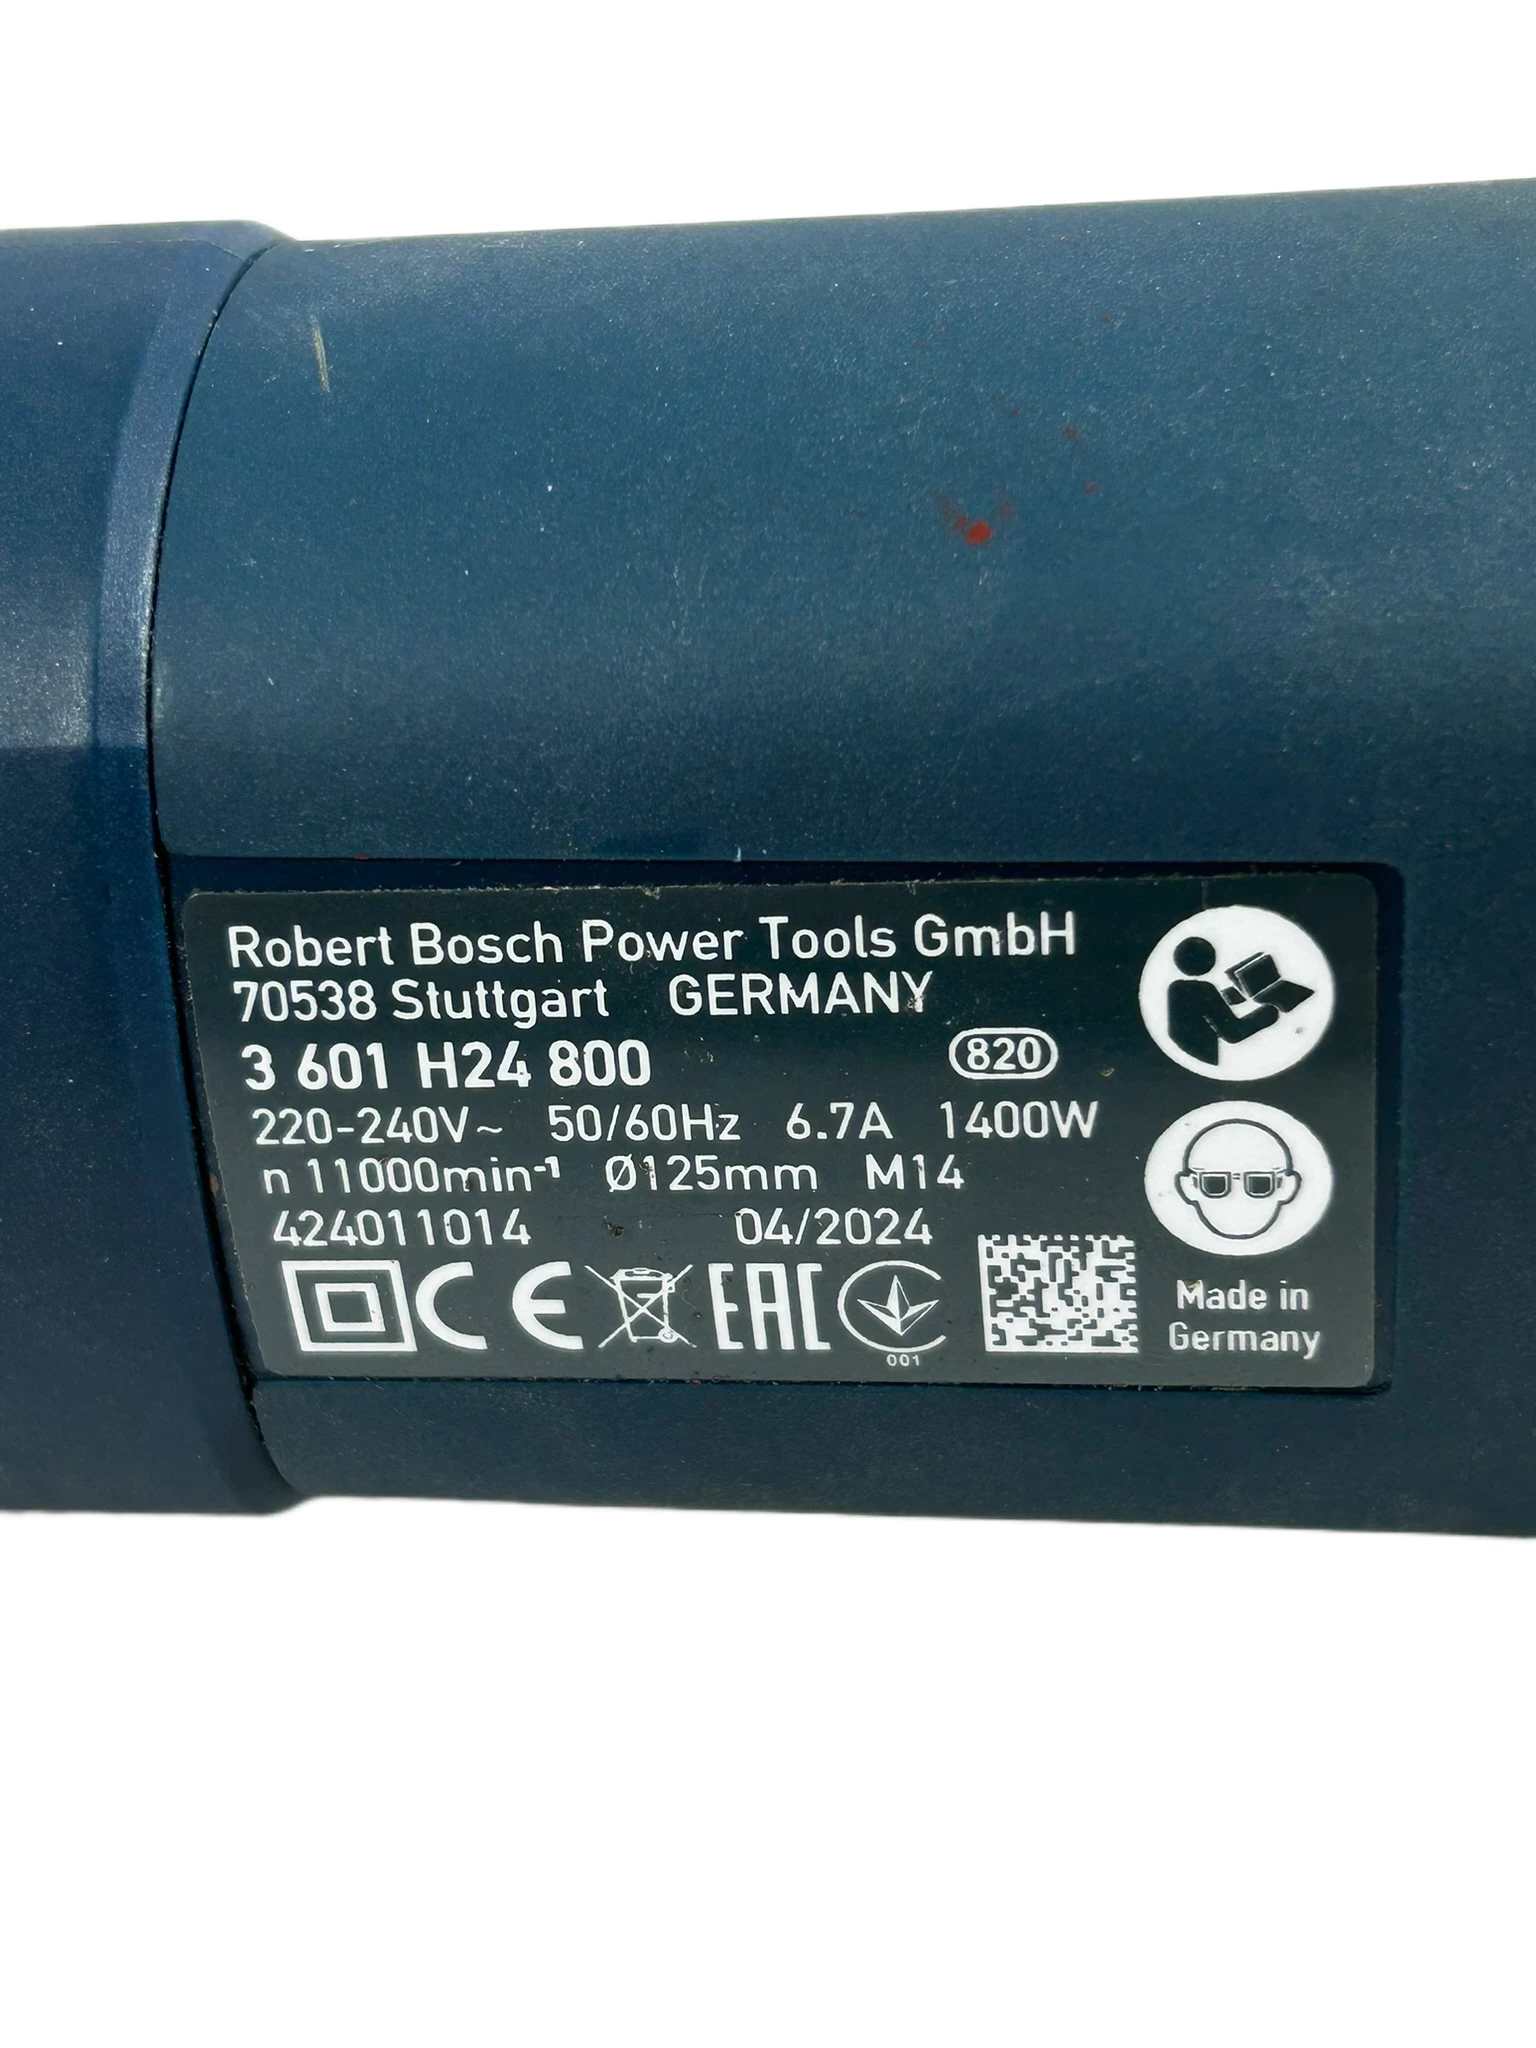 Robert Bosch Power Tools GmbH
70538 Stuttgart GERMANY
3 601 H24 800 820
220-240V~ 50/60Hz 6.7A 1400W
n 11000min⁻¹ Ø125mm M14
424011014 04/2024
CE EAC
001
Made in
Germany